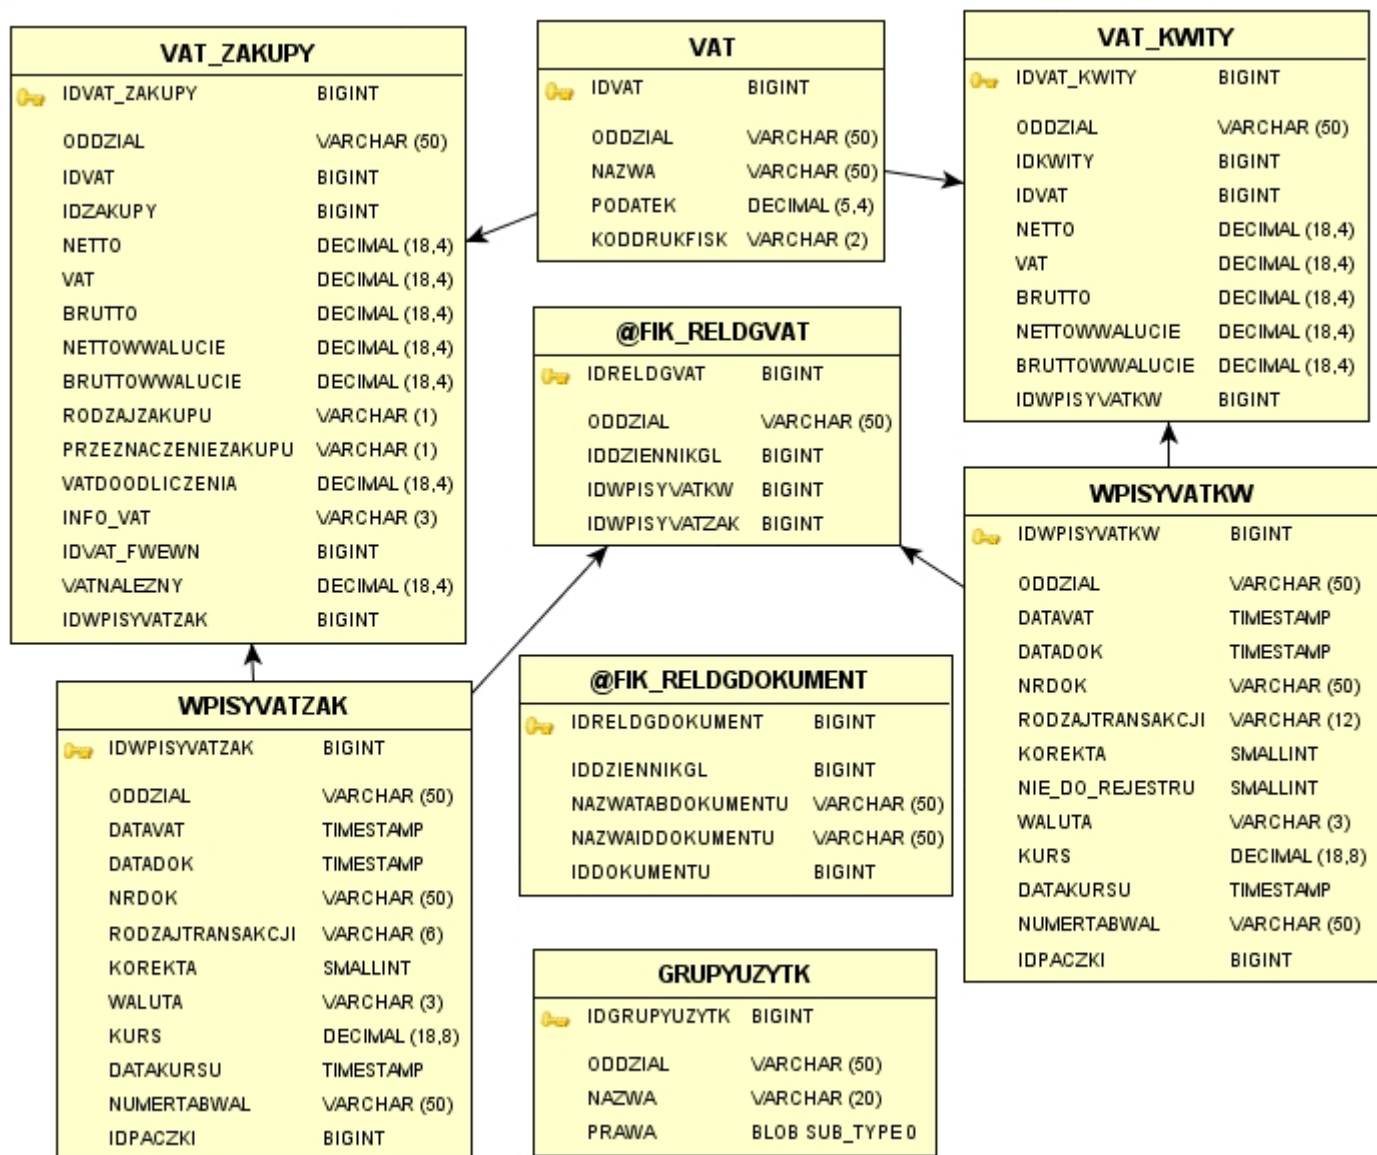 VAT_ZAKUPY
IDVAT_ZAKUPY BIGINT
ODDZIAL VARCHAR (50)
IDVAT BIGINT
IDZAKUPY BIGINT
NETTO DECIMAL (18,4)
VAT DECIMAL (18,4)
BRUTTO DECIMAL (18,4)
NETTOWWALUCIE DECIMAL (18,4)
BRUTTOWWALUCIE DECIMAL (18,4)
RODZAJZAKUPU VARCHAR (1)
PRZEZNACZENIEZAKUPU VARCHAR (1)
VATDOODLICZENIA DECIMAL (18,4)
INFO_VAT VARCHAR (3)
IDVAT_FWEWN BIGINT
VATNALEZNY DECIMAL (18,4)
IDWPISYVATZAK BIGINT
VAT
IDVAT BIGINT
ODDZIAL VARCHAR (50)
NAZWA VARCHAR (50)
PODATEK DECIMAL (5,4)
KODDRUKFISK VARCHAR (2)
VAT_KWITY
IDVAT_KWITY BIGINT
ODDZIAL VARCHAR (50)
IDKWITY BIGINT
IDVAT BIGINT
NETTO DECIMAL (18,4)
VAT DECIMAL (18,4)
BRUTTO DECIMAL (18,4)
NETTOWWALUCIE DECIMAL (18,4)
BRUTTOWWALUCIE DECIMAL (18,4)
IDWPISYVATKW BIGINT
@FIK_RELDGVAT
IDRELDGVAT BIGINT
ODDZIAL VARCHAR (50)
IDDZIENNIKGL BIGINT
IDWPISYVATKW BIGINT
IDWPISYVATZAK BIGINT
WPISYVATKW
IDWPISYVATKW BIGINT
ODDZIAL VARCHAR (50)
DATAVAT TIMESTAMP
DATADOK TIMESTAMP
NRDOK VARCHAR (50)
RODZAJTRANSAKCJI VARCHAR (12)
KOREKTA SMALLINT
NIE_DO_REJESTRU SMALLINT
WALUTA VARCHAR (3)
KURS DECIMAL (18,8)
DATAKURSU TIMESTAMP
NUMERTABWAL VARCHAR (50)
IDPACZKI BIGINT
WPISYVATZAK
IDWPISYVATZAK BIGINT
ODDZIAL VARCHAR (50)
DATAVAT TIMESTAMP
DATADOK TIMESTAMP
NRDOK VARCHAR (50)
RODZAJTRANSAKCJI VARCHAR (6)
KOREKTA SMALLINT
WALUTA VARCHAR (3)
KURS DECIMAL (18,8)
DATAKURSU TIMESTAMP
NUMERTABWAL VARCHAR (50)
IDPACZKI BIGINT
@FIK_RELDGDOKUMENT
IDRELDGDOKUMENT BIGINT
IDDZIENNIKGL BIGINT
NAZWATABDOKUMENTU VARCHAR (50)
NAZWAIDDOKUMENTU VARCHAR (50)
IDDOKUMENTU BIGINT
GRUPYUZYTK
IDGRUPYUZYTK BIGINT
ODDZIAL VARCHAR (50)
NAZWA VARCHAR (20)
PRAWA BLOB SUB_TYPE 0